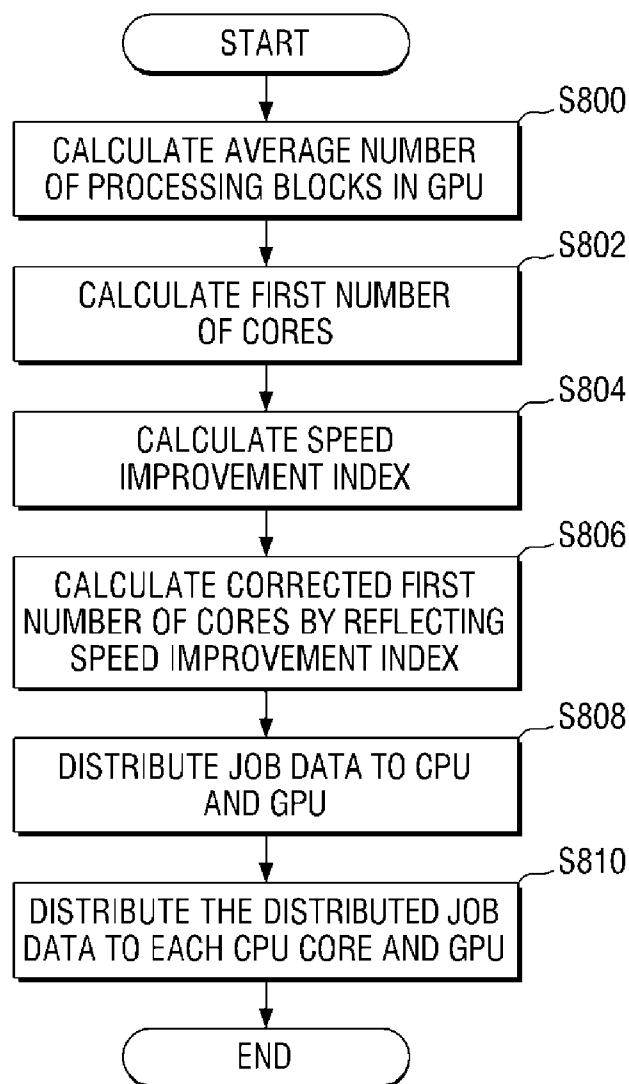 START
S800
CALCULATE AVERAGE NUMBER
OF PROCESSING BLOCKS IN GPU
S802
CALCULATE FIRST NUMBER
OF CORES
S804
CALCULATE SPEED
IMPROVEMENT INDEX
S806
CALCULATE CORRECTED FIRST
NUMBER OF CORES BY REFLECTING
SPEED IMPROVEMENT INDEX
S808
DISTRIBUTE JOB DATA TO CPU
AND GPU
S810
DISTRIBUTE THE DISTRIBUTED JOB
DATA TO EACH CPU CORE AND GPU
END